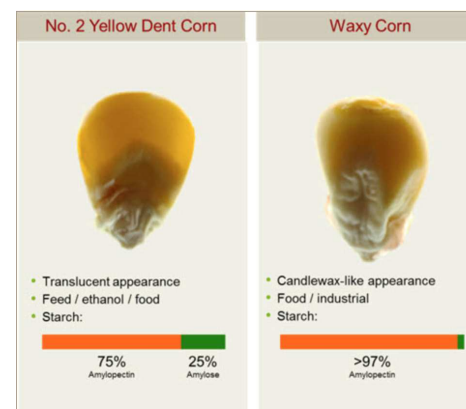 No. 2 Yellow Dent Corn
Translucent appearance
Feed / ethanol / food
Starch:
75%
Amylopectin
25%
Amylose
Waxy Corn
Candlewax-like appearance
Food / industrial
Starch:
>97%
Amylopectin